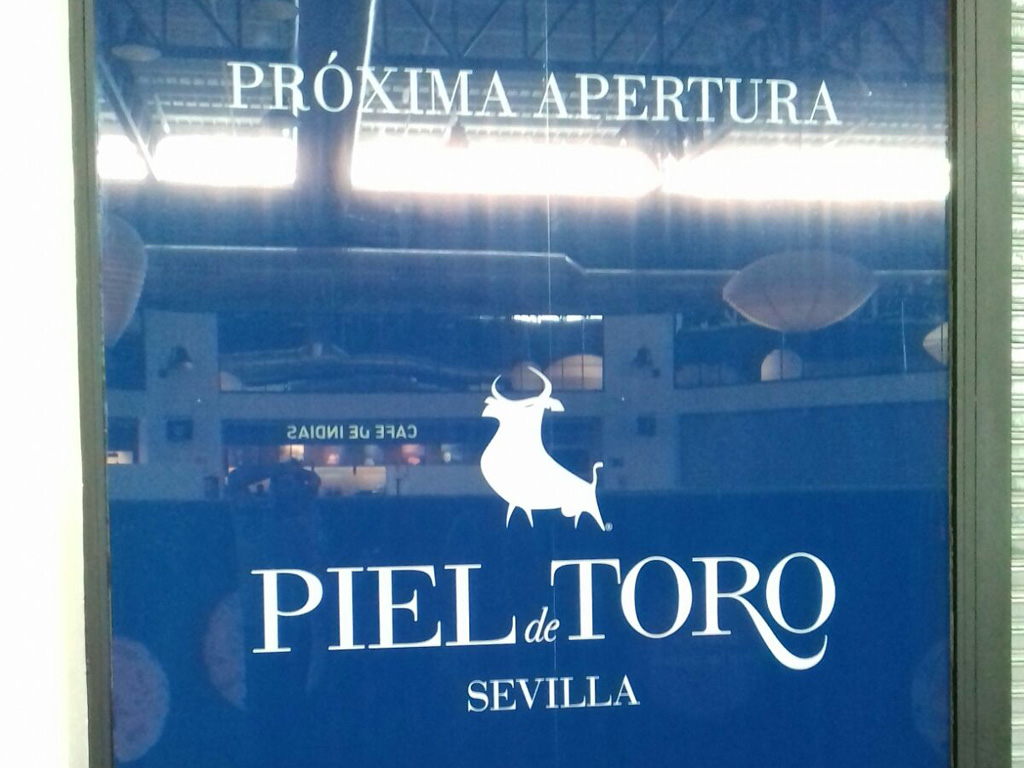 PRÓXIMA APERTURA
CAFE DE INDIAS
PIEL de TORO
SEVILLA